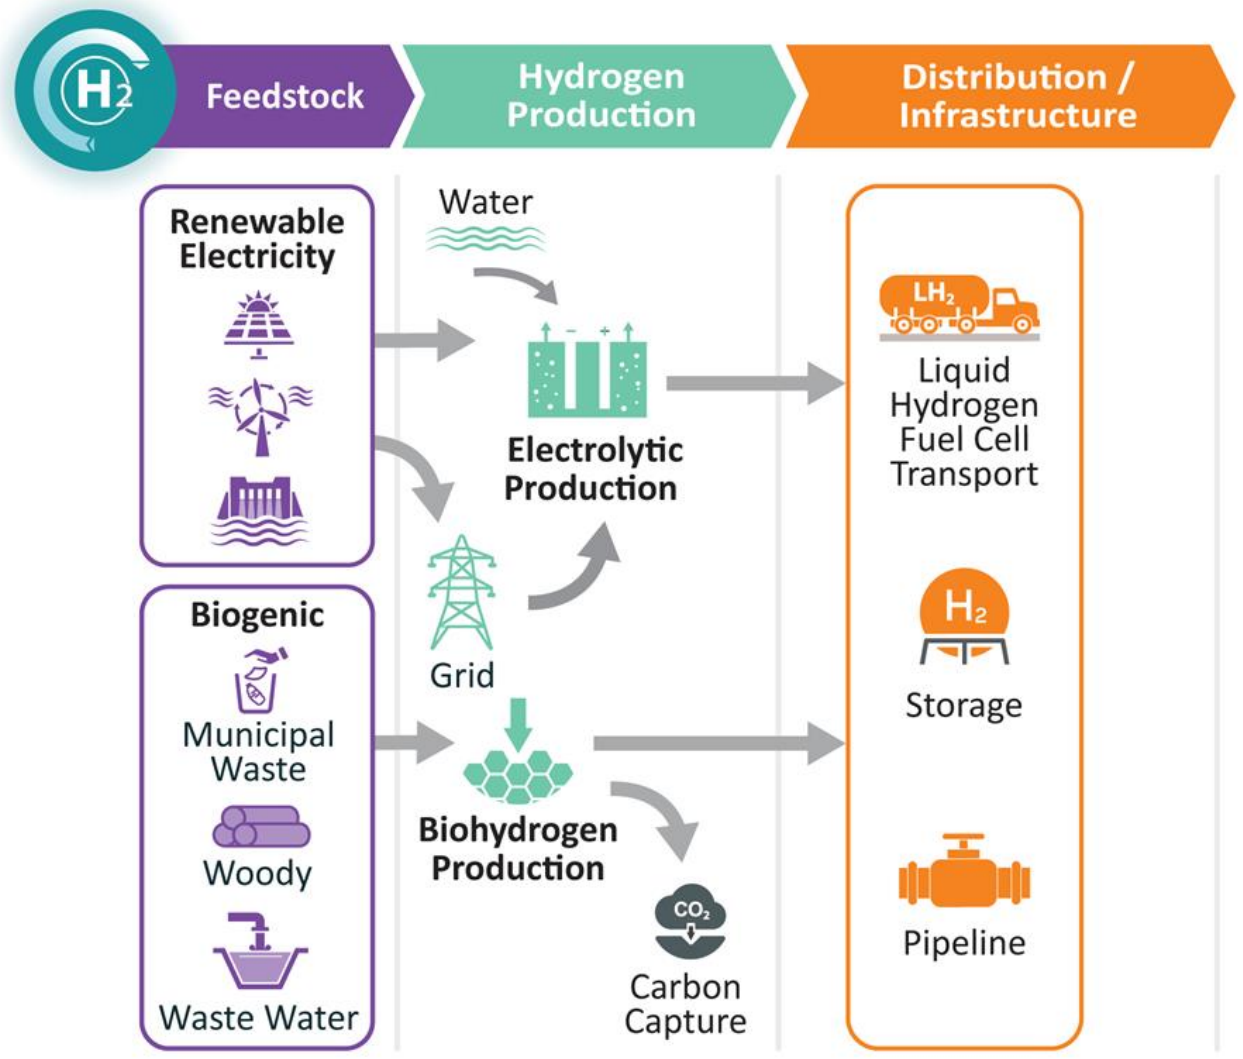 H2
Feedstock
Hydrogen
Production
Distribution /
Infrastructure
Renewable
Electricity
Biogenic
Municipal
Waste
Woody
Waste Water
Water
- +
Electrolytic
Production
Grid
Biohydrogen
Production
CO₂
Carbon
Capture
LH₂
Liquid
Hydrogen
Fuel Cell
Transport
H₂
Storage
Pipeline